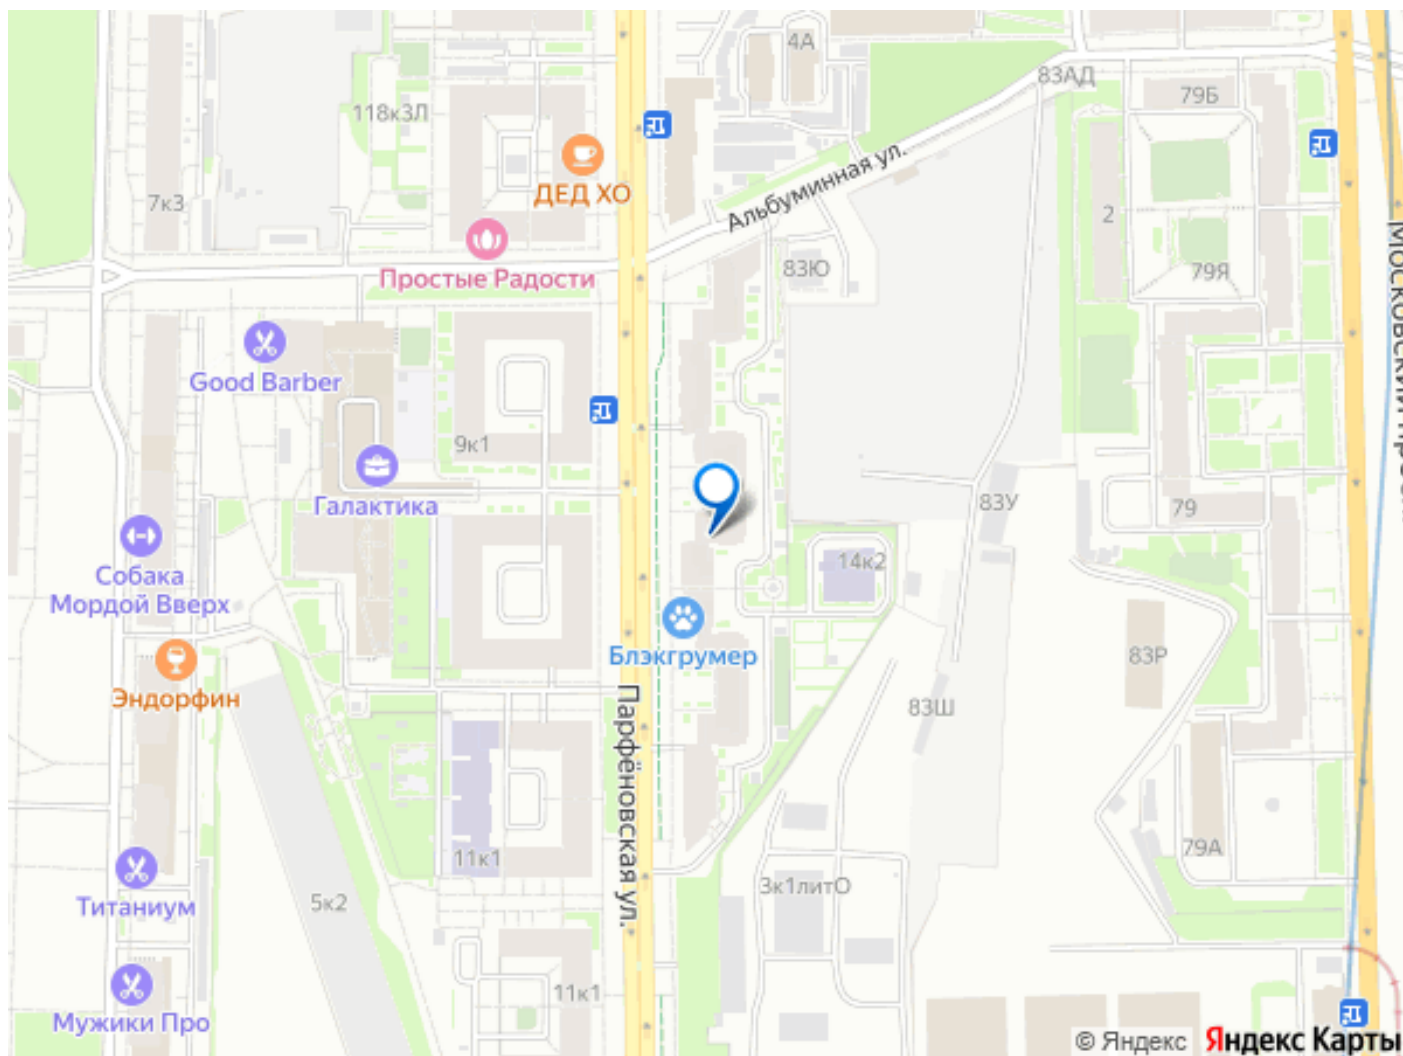 4А
83АД
79Б
118к3Л
ДЕД ХО
Альбуминная ул.
7к3
2
Простые Радости
83Ю
79Я
Московский
Good Barber
9к1
Галактика
83У
79
14к2
Собака
Мордой Вверх
Блэкгрумер
83Р
Эндорфин
83Ш
Парфёновская ул.
11к1
79А
3к1литО
Титаниум
5к2
11к1
Мужики Про
© Яндекс
Яндекс Карты